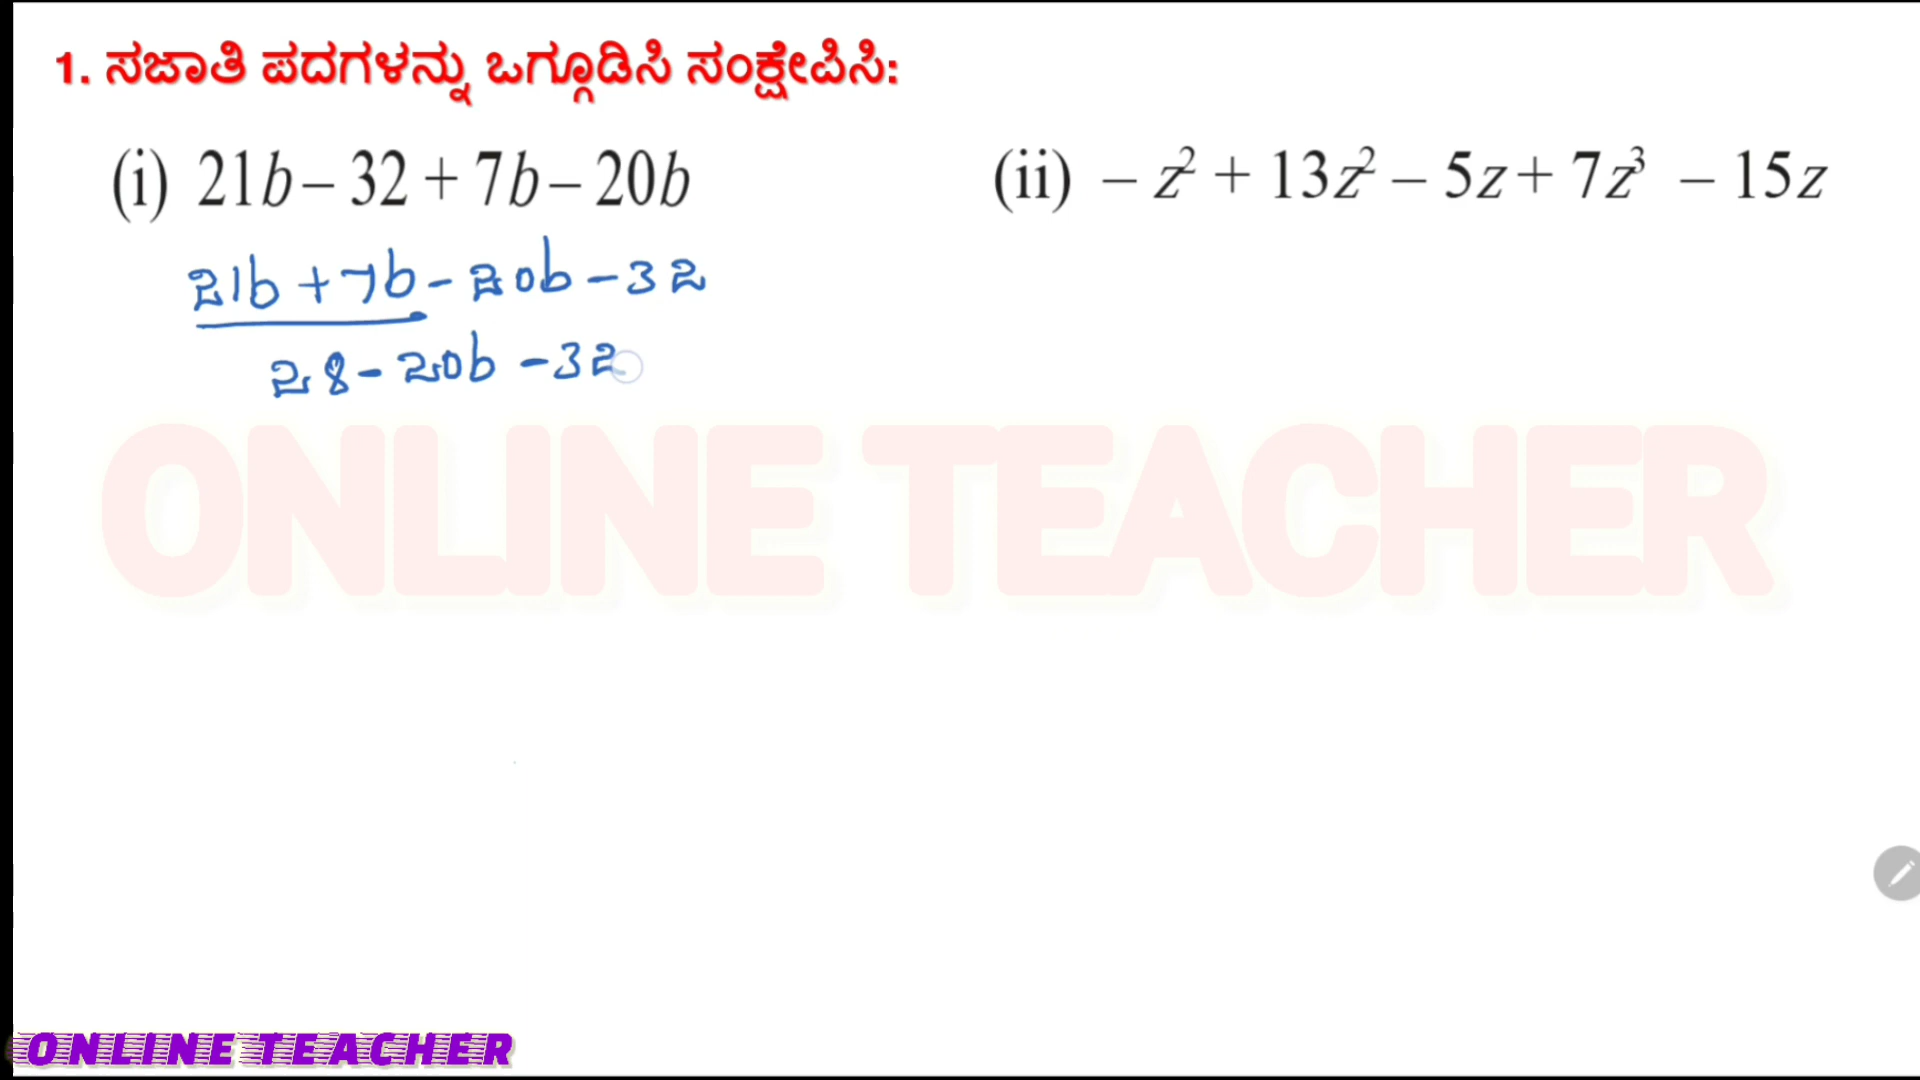 1. ಸಜಾತಿ ಪದಗಳನ್ನು ಒಗ್ಗೂಡಿಸಿ ಸಂಕ್ಷೇಪಿಸಿ:
(i) 21b – 32 + 7b – 20b
(ii) – z² + 13z² – 5z + 7z³ – 15z
21b + 7b - 20b - 32
28 - 20b - 32
ONLINE TEACHER
ONLINE TEACHER